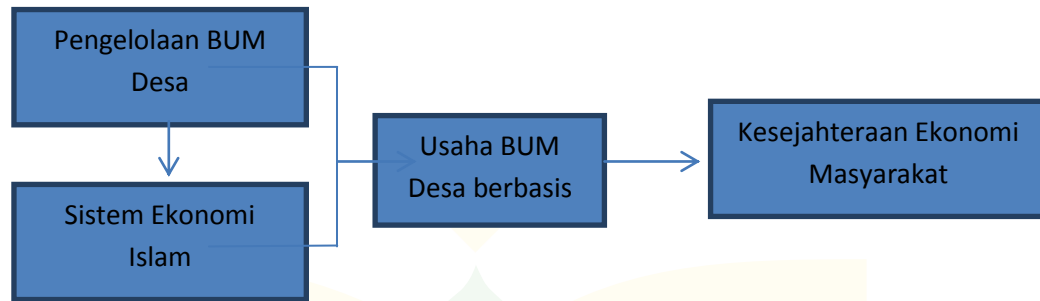 Pengelolaan BUM
Desa
Sistem Ekonomi
Islam
Usaha BUM
Desa berbasis
Kesejahteraan Ekonomi
Masyarakat